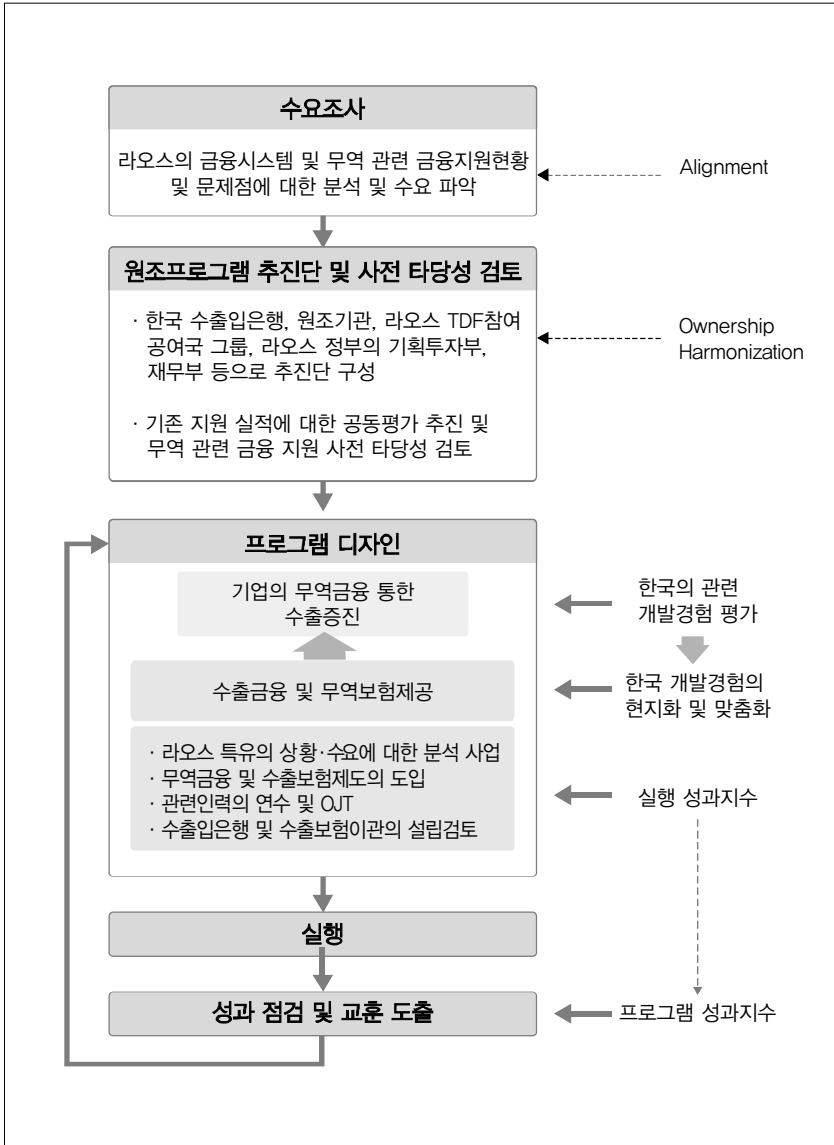 수요조사
라오스의 금융시스템 및 무역 관련 금융지원현황
및 문제점에 대한 분석 및 수요 파악
Alignment
원조프로그램 추진단 및 사전 타당성 검토
· 한국 수출입은행, 원조기관, 라오스 TDF참여
공여국 그룹, 라오스 정부의 기획투자부,
재무부 등으로 추진단 구성
· 기존 지원 실적에 대한 공동평가 추진 및
무역 관련 금융 지원 사전 타당성 검토
Ownership
Harmonization
프로그램 디자인
기업의 무역금융 통한
수출증진
한국의 관련
개발경험 평가
수출금융 및 무역보험제공
한국 개발경험의
현지화 및 맞춤화
· 라오스 특유의 상황·수요에 대한 분석 사업
· 무역금융 및 수출보험제도의 도입
· 관련인력의 연수 및 OJT
· 수출입은행 및 수출보험이관의 설립검토
실행 성과지수
실행
성과 점검 및 교훈 도출
프로그램 성과지수